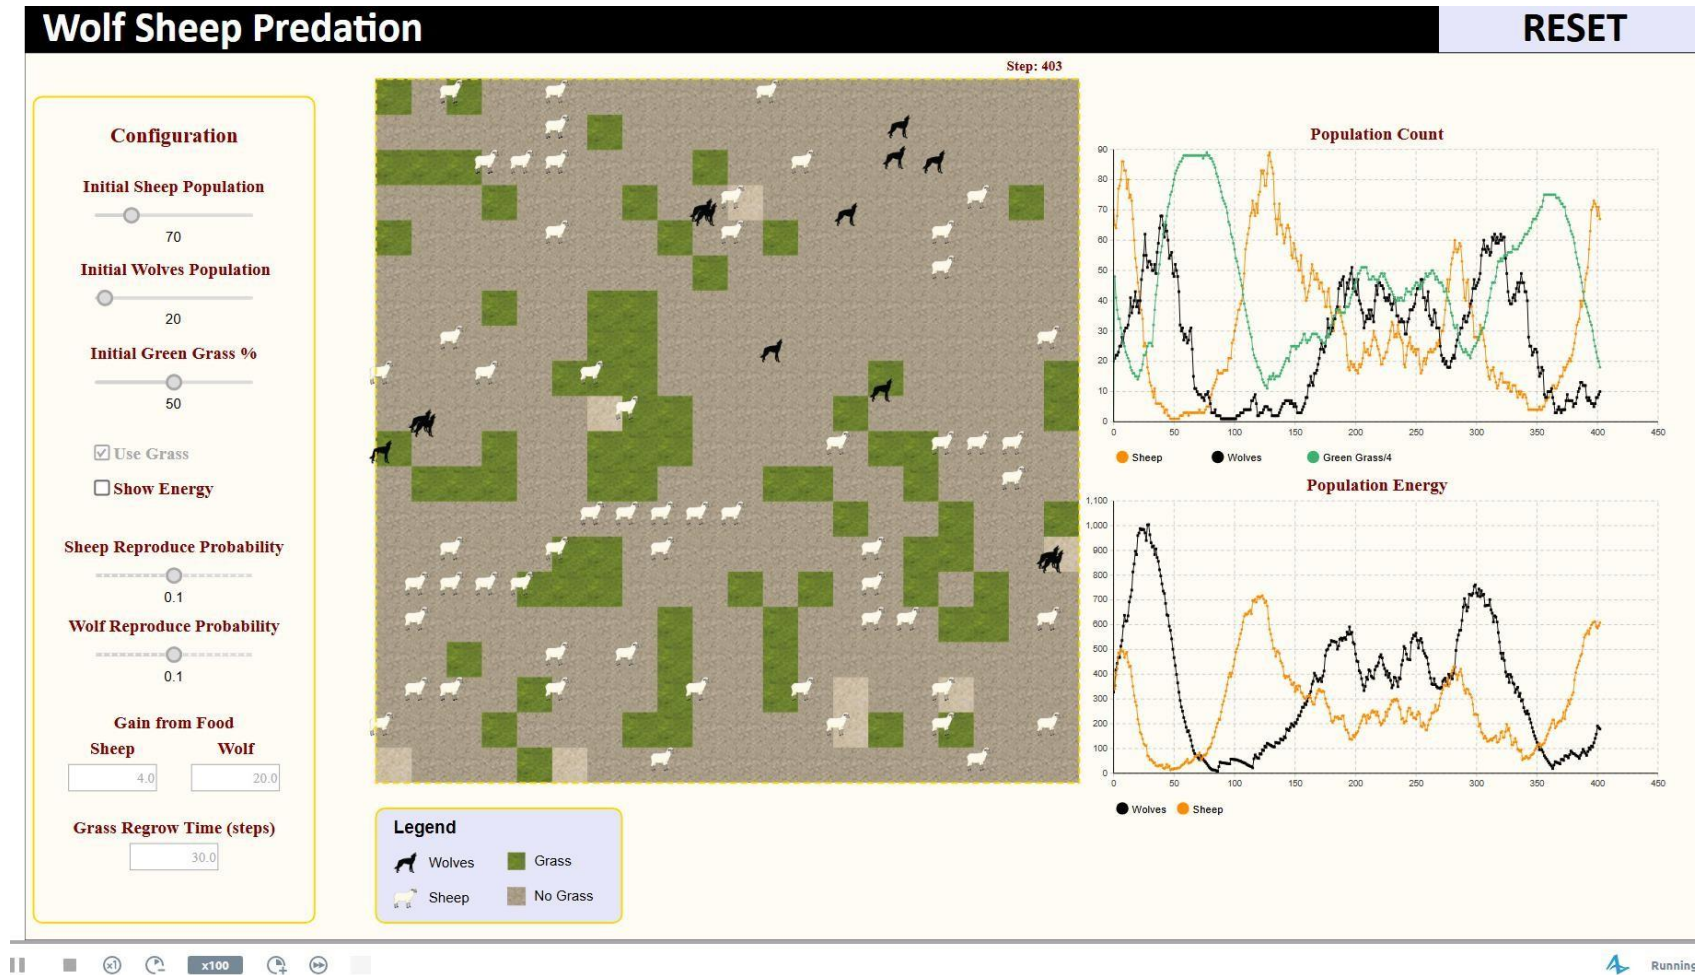 Wolf Sheep Predation
RESET
Step: 403
Configuration
Initial Sheep Population
70
Initial Wolves Population
20
Initial Green Grass %
50
Use Grass
Show Energy
Sheep Reproduce Probability
0.1
Wolf Reproduce Probability
0.1
Gain from Food
Sheep Wolf
4.0 20.0
Grass Regrow Time (steps)
30.0
Legend
Wolves Grass
Sheep No Grass
Population Count
90
80
70
60
50
40
30
20
10
0
0 50 100 150 200 250 300 350 400 450
Sheep Wolves Green Grass/4
Population Energy
1,100
1,000
900
800
700
600
500
400
300
200
100
0
0 50 100 150 200 250 300 350 400 450
Wolves Sheep
x1 x100 Running